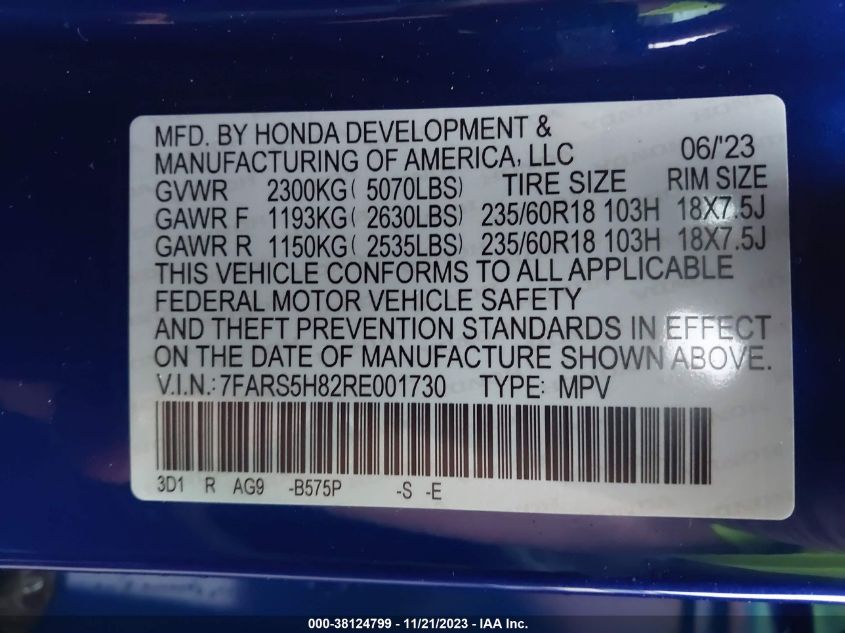 MFD. BY HONDA DEVELOPMENT &
MANUFACTURING OF AMERICA, LLC 06/'23
GVWR 2300KG( 5070LBS) TIRE SIZE RIM SIZE
GAWR F 1193KG( 2630LBS) 235/60R18 103H 18X7.5J
GAWR R 1150KG( 2535LBS) 235/60R18 103H 18X7.5J
THIS VEHICLE CONFORMS TO ALL APPLICABLE
FEDERAL MOTOR VEHICLE SAFETY
AND THEFT PREVENTION STANDARDS IN EFFECT
ON THE DATE OF MANUFACTURE SHOWN ABOVE.
V.I.N.: 7FARS5H82RE001730 TYPE: MPV
3D1 R AG9 -B575P -S -E
000-38124799 - 11/21/2023 - IAA Inc.